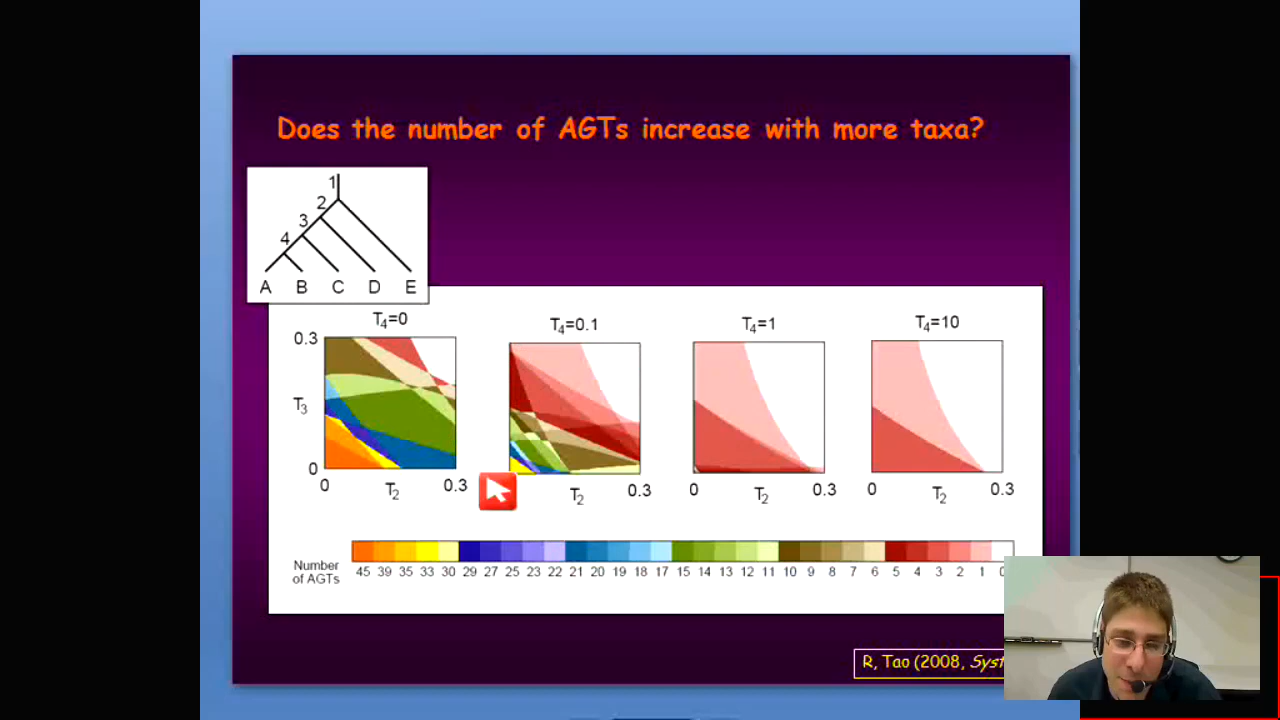 Does the number of AGTs increase with more taxa?
1
2
3
4
A B C D E
T4=0
T4=0.1
T4=1
T4=10
0.3
T3
0
0 T2 0.3
T2 0.3
0 T2 0.3
0 T2 0.3
Number of AGTs
45 39 35 33 30 29 27 25 23 22 21 20 19 18 17 15 14 13 12 11 10 9 8 7 6 5 4 3 2 1
R, Tao (2008,